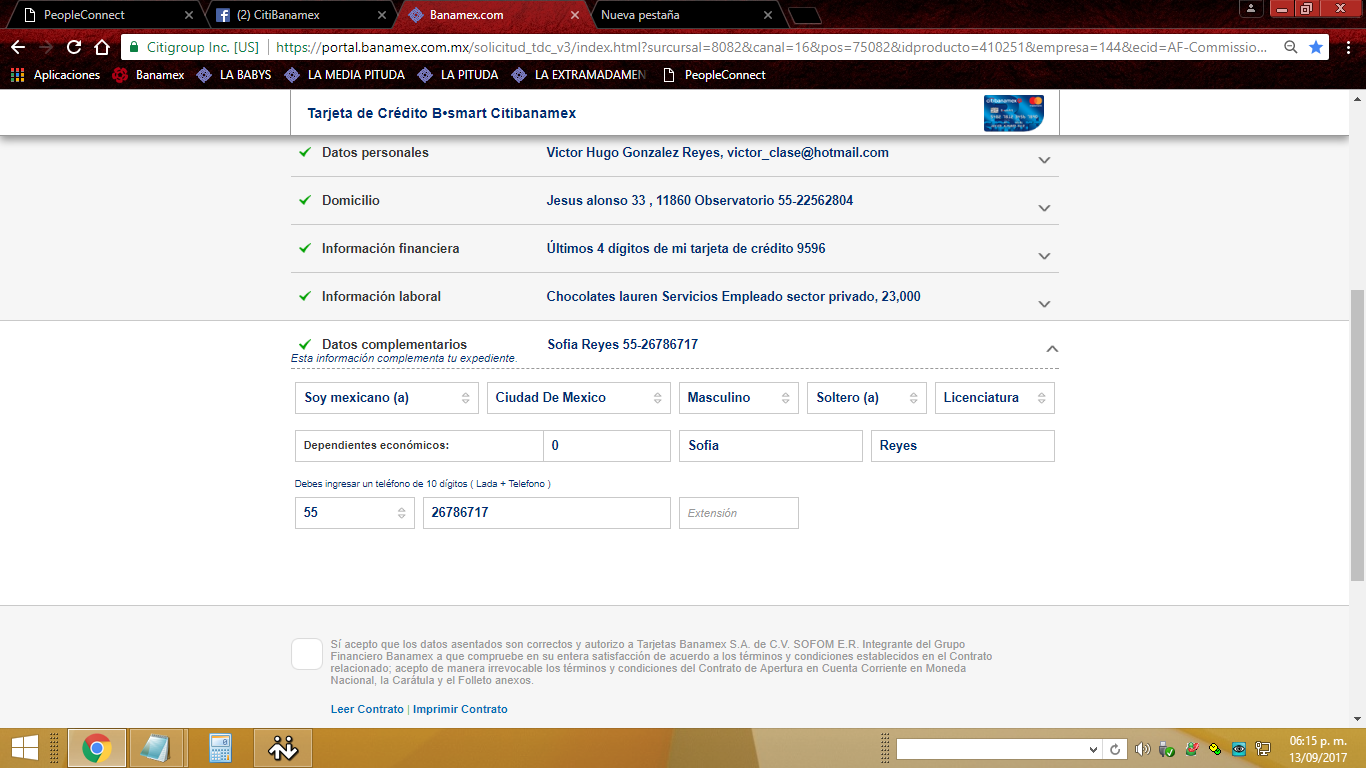 PeopleConnect
(2) CitiBanamex
Banamex.com
Nueva pestaña
Citigroup Inc. [US] https://portal.banamex.com.mx/solicitud_tdc_v3/index.html?sursursal=8082&canal=16&pos=75082&idproducto=410251&empresa=144&ecid=AF-Commissio...
Aplicaciones Banamex LA BABYS LA MEDIA PITUDA LA PITUDA LA EXTRAMADAMEN PeopleConnect
Tarjeta de Crédito B•smart Citibanamex
citibanamex
Datos personales Victor Hugo Gonzalez Reyes, victor_clase@hotmail.com
Domicilio Jesus alonso 33 , 11860 Observatorio 55-22562804
Información financiera Últimos 4 dígitos de mi tarjeta de crédito 9596
Información laboral Chocolates lauren Servicios Empleado sector privado, 23,000
Datos complementarios Sofia Reyes 55-26786717
Esta información complementa tu expediente.
Soy mexicano (a) Ciudad De Mexico Masculino Soltero (a) Licenciatura
Dependientes económicos: 0 Sofia Reyes
Debes ingresar un teléfono de 10 dígitos ( Lada + Telefono )
55 26786717 Extensión
Sí acepto que los datos asentados son correctos y autorizo a Tarjetas Banamex S.A. de C.V. SOFOM E.R. Integrante del Grupo
Financiero Banamex a que compruebe en su entera satisfacción de acuerdo a los términos y condiciones establecidos en el Contrato
relacionado; acepto de manera irrevocable los términos y condiciones del Contrato de Apertura en Cuenta Corriente en Moneda
Nacional, la Carátula y el Folleto anexos.
Leer Contrato | Imprimir Contrato
06:15 p. m.
13/09/2017